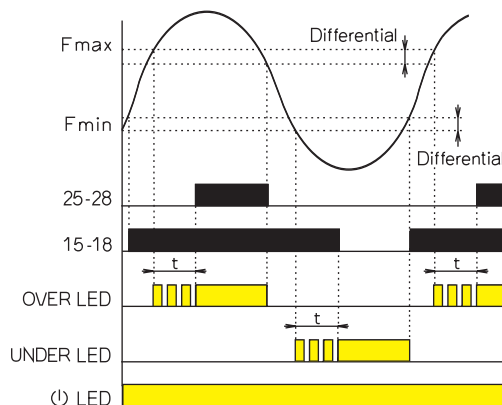 Differential
Fmax
Fmin
Differential
25-28
15-18
t
t
OVER LED
t
UNDER LED
LED